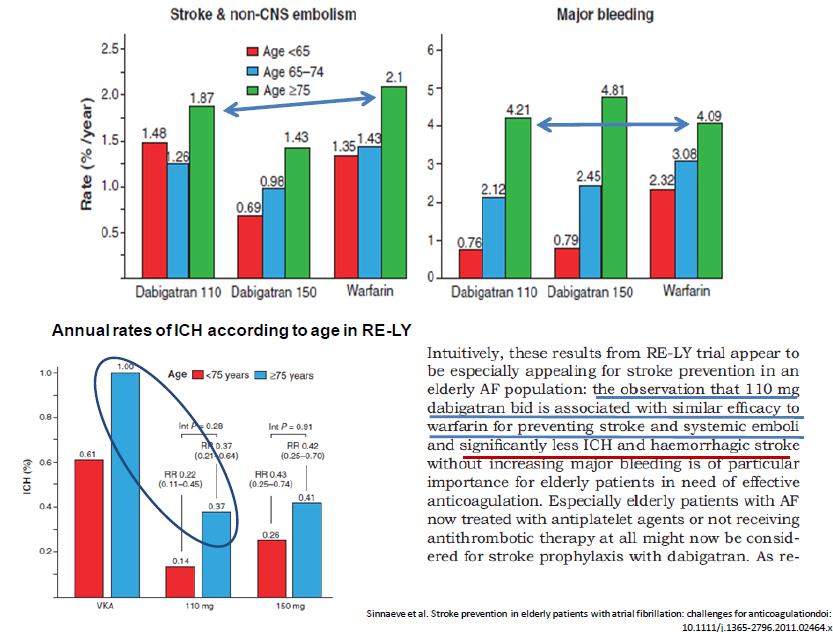 Stroke & non-CNS embolism
Rate (%/year)
2.5
2.0
1.5
1.0
0.5
Age <65
Age 65–74
Age ≥75
1.48
1.26
1.87
0.69
0.98
1.43
1.35
1.43
2.1
Dabigatran 110
Dabigatran 150
Warfarin
Major bleeding
6
5
4
3
2
1
0
0.76
2.12
4.21
0.79
2.45
4.81
2.32
3.08
4.09
Dabigatran 110
Dabigatran 150
Warfarin
Annual rates of ICH according to age in RE-LY
ICH (%)
1.0
0.8
0.6
0.4
0.2
Age
<75 years
≥75 years
0.61
1.00
Int P = 0.28
RR 0.37
(0.21–0.64)
RR 0.22
(0.11–0.45)
0.14
0.37
Int P = 0.91
RR 0.42
(0.25–0.70)
RR 0.43
(0.25–0.74)
0.26
0.41
VKA
110 mg
150 mg
Intuitively, these results from RE-LY trial appear to
be especially appealing for stroke prevention in an
elderly AF population: the observation that 110 mg
dabigatran bid is associated with similar efficacy to
warfarin for preventing stroke and systemic emboli
and significantly less ICH and haemorrhagic stroke
without increasing major bleeding is of particular
importance for elderly patients in need of effective
anticoagulation. Especially elderly patients with AF
now treated with antiplatelet agents or not receiving
antithrombotic therapy at all might now be consid-
ered for stroke prophylaxis with dabigatran. As re-
Sinnaeve et al. Stroke prevention in elderly patients with atrial fibrillation: challenges for anticoagulationdoi:
10.1111/j.1365-2796.2011.02464.x